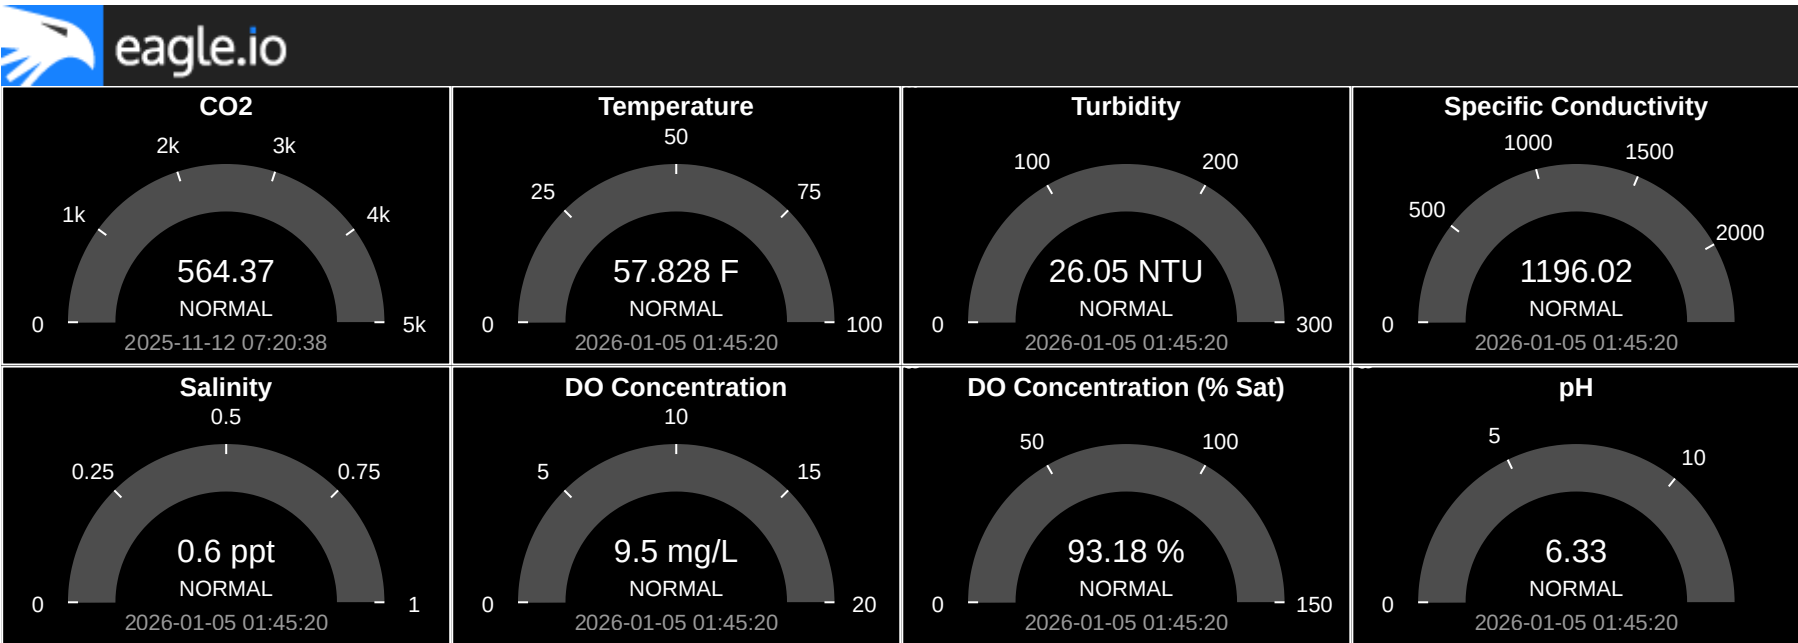 eagle.io
CO2
2k
3k
1k
4k
564.37
NORMAL
0
5k
2025-11-12 07:20:38
Temperature
50
25
75
57.828 F
NORMAL
0
100
2026-01-05 01:45:20
Turbidity
100
200
26.05 NTU
NORMAL
0
300
2026-01-05 01:45:20
Specific Conductivity
1000
1500
500
2000
1196.02
NORMAL
0
2026-01-05 01:45:20
Salinity
0.5
0.25
0.75
0.6 ppt
NORMAL
0
1
2026-01-05 01:45:20
DO Concentration
10
5
15
9.5 mg/L
NORMAL
0
20
2026-01-05 01:45:20
DO Concentration (% Sat)
50
100
93.18 %
NORMAL
0
150
2026-01-05 01:45:20
pH
5
10
6.33
NORMAL
0
2026-01-05 01:45:20